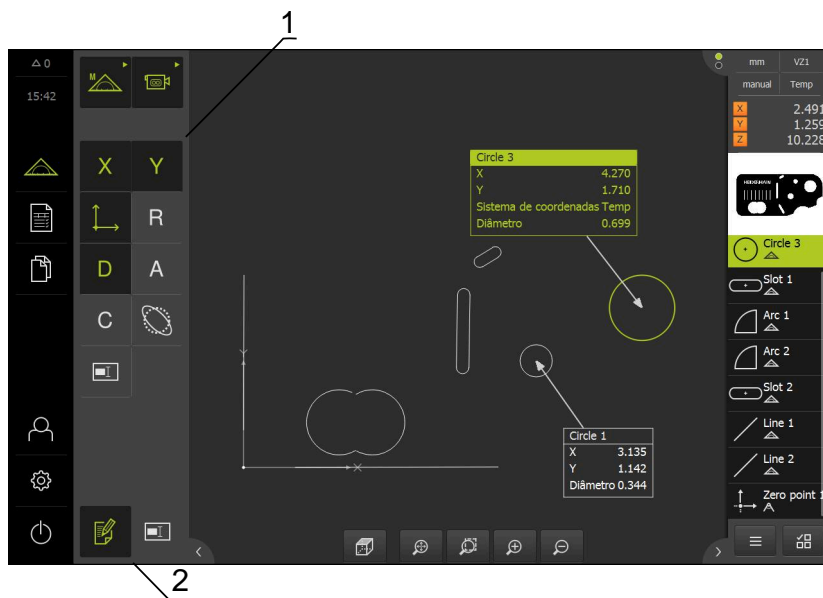 1
0
15:42
M
X
Y
R
D
A
C
Circle 3
X 4.270
Y 1.710
Sistema de coordenadas Temp
Diâmetro 0.699
Y
X
Circle 1
X 3.135
Y 1.142
Diâmetro 0.344
mm VZ1
manual Temp
X 2.491
Y 1.259
Z 10.228
HEIDENHAIN
Circle 3
Slot 1
Arc 1
Arc 2
Slot 2
Line 1
Line 2
Zero point 1
2